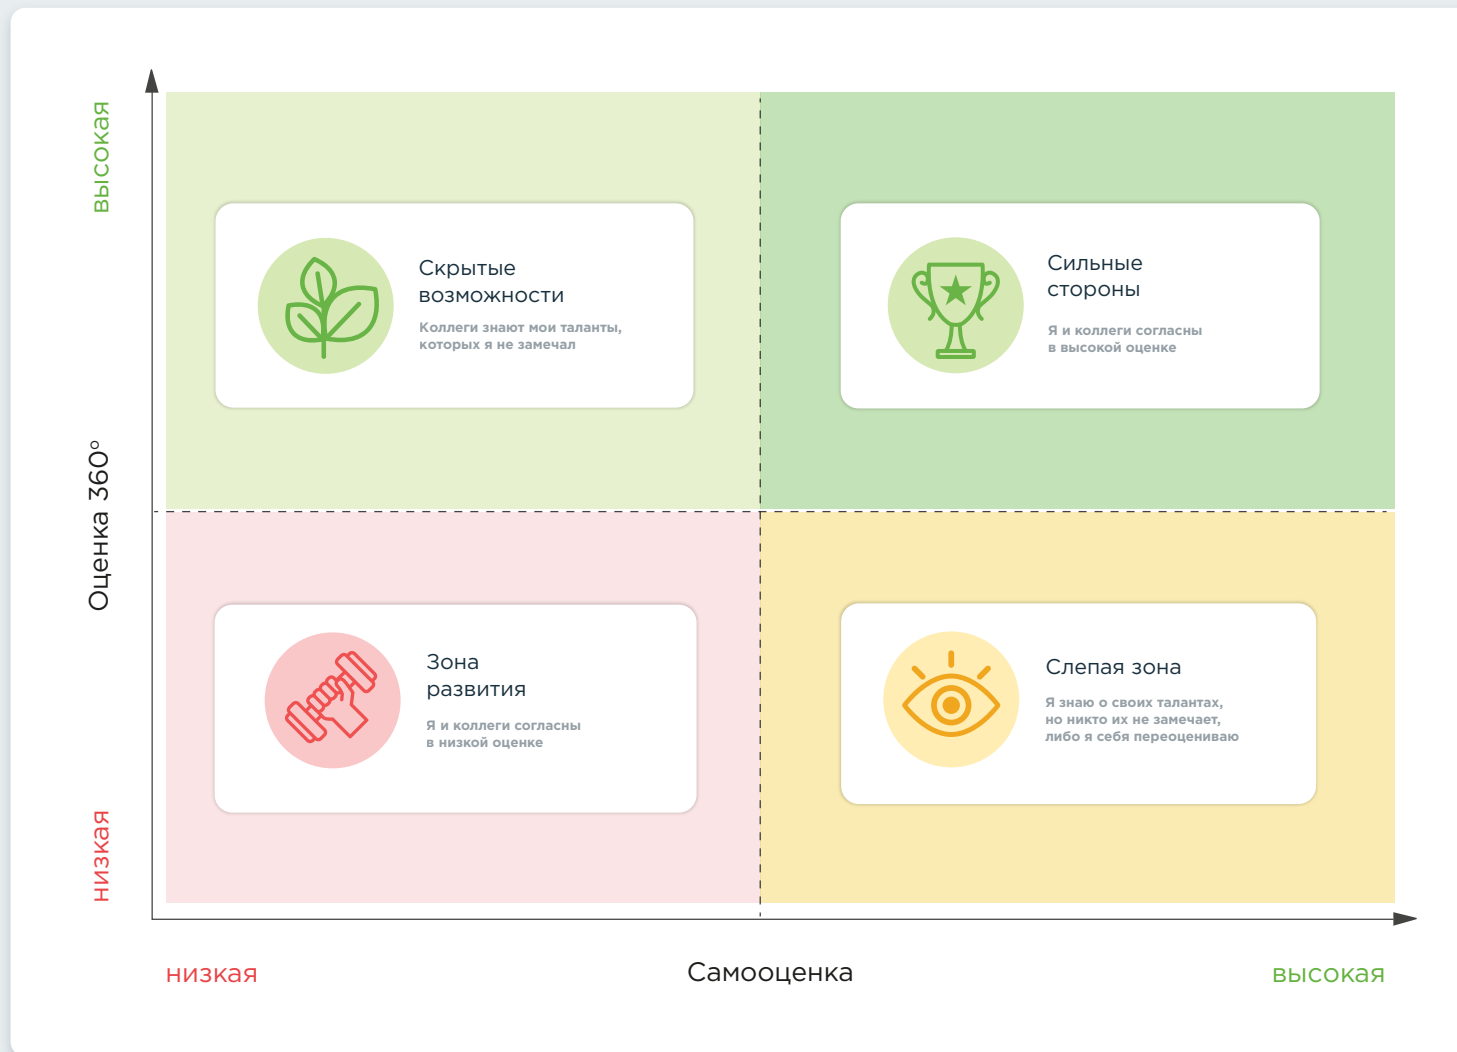 высокая
Скрытые
возможности
Коллеги знают мои таланты,
которых я не замечал
Сильные
стороны
Я и коллеги согласны
в высокой оценке
Оценка 360°
Зона
развития
Я и коллеги согласны
в низкой оценке
Слепая зона
Я знаю о своих талантах,
но никто их не замечает,
либо я себя переоцениваю
низкая
низкая
Самооценка
высокая